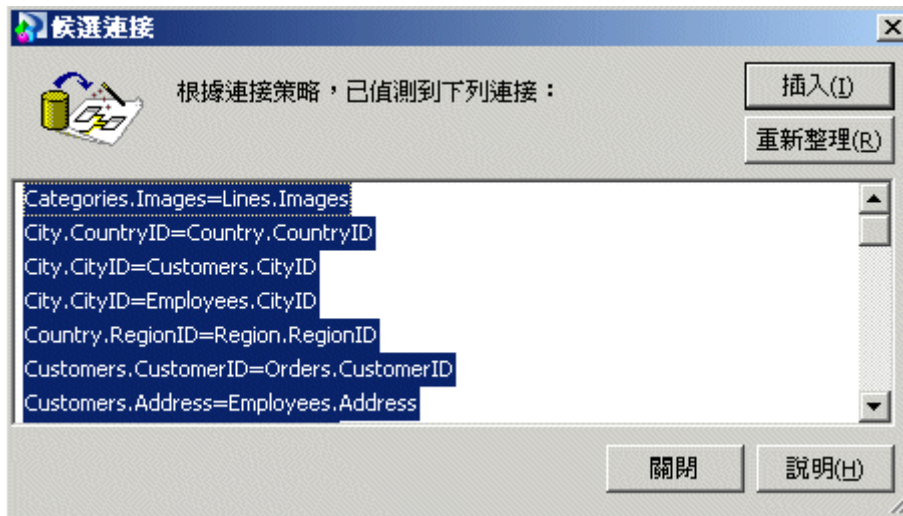 候選連接
根據連接策略，已偵測到下列連接：
插入(I)
重新整理(R)
Categories.Images=Lines.Images
City.CountryID=Country.CountryID
City.CityID=Customers.CityID
City.CityID=Employees.CityID
Country.RegionID=Region.RegionID
Customers.CustomerID=Orders.CustomerID
Customers.Address=Employees.Address
關閉
說明(H)